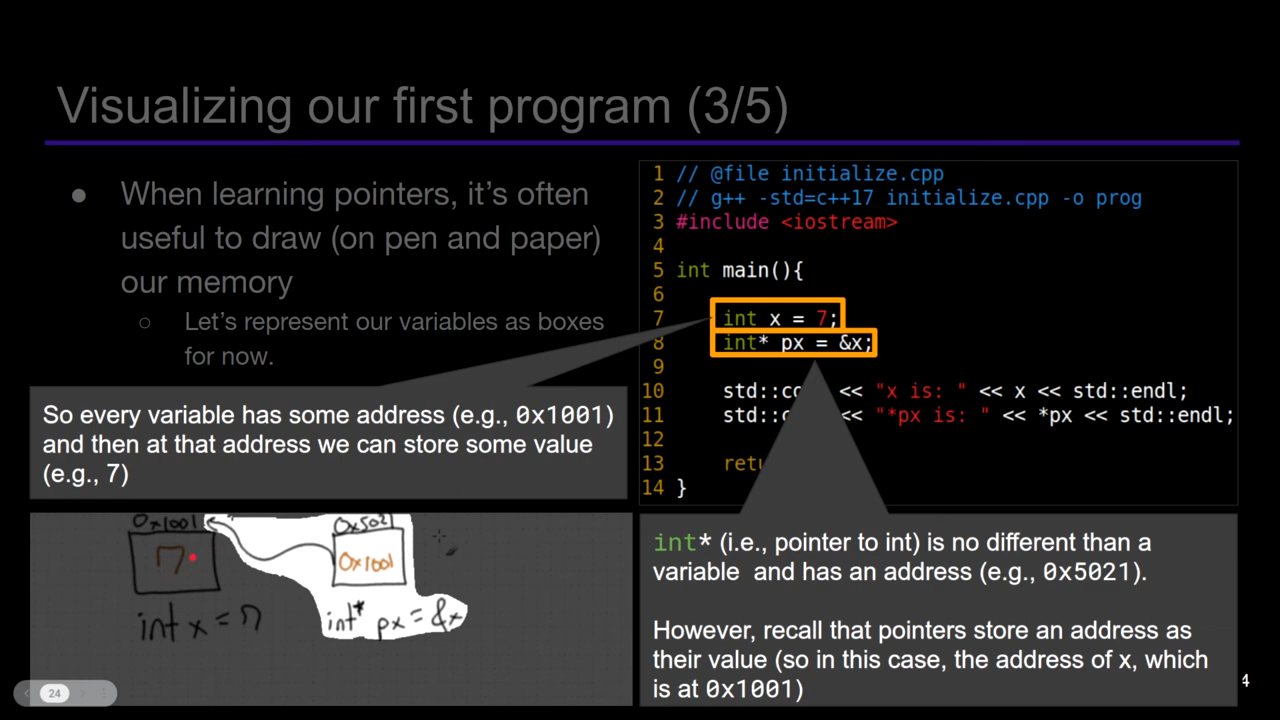 Visualizing our first program (3/5)
● When learning pointers, it's often
useful to draw (on pen and paper)
our memory
○ Let's represent our variables as boxes
for now.
So every variable has some address (e.g., 0x1001)
and then at that address we can store some value
(e.g., 7)
1 // @file initialize.cpp
2 // g++ -std=c++17 initialize.cpp -o prog
3 #include <iostream>
4
5 int main(){
6
7 int x = 7;
8 int* px = &x;
9
10 std::co << "x is: " << x << std::endl;
11 std::c << "*px is: " << *px << std::endl;
12
13 retu
14 }
0x1001
7
int x = 7
0x5021
0x1001
int* px = &x
int* (i.e., pointer to int) is no different than a
variable and has an address (e.g., 0x5021).
However, recall that pointers store an address as
their value (so in this case, the address of x, which
is at 0x1001)
24
4